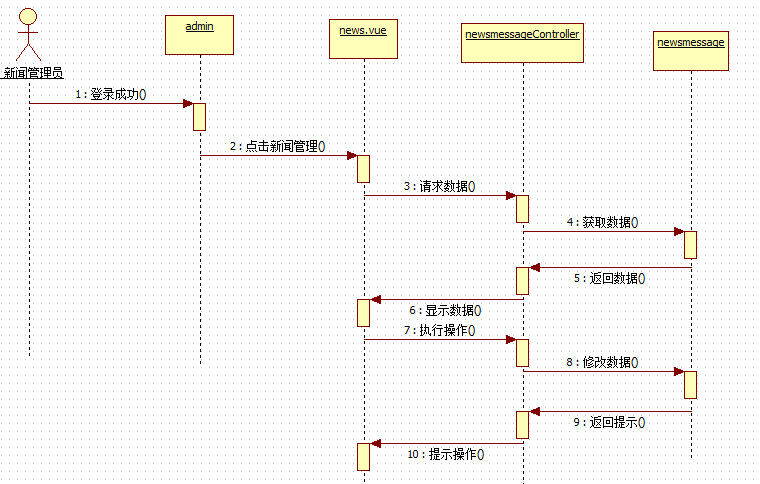 admin
news.vue
newsmessageController
newsmessage
新闻管理员
1 : 登录成功()
2 : 点击新闻管理()
3 : 请求数据()
4 : 获取数据()
5 : 返回数据()
6 : 显示数据()
7 : 执行操作()
8 : 修改数据()
9 : 返回提示()
10 : 提示操作()